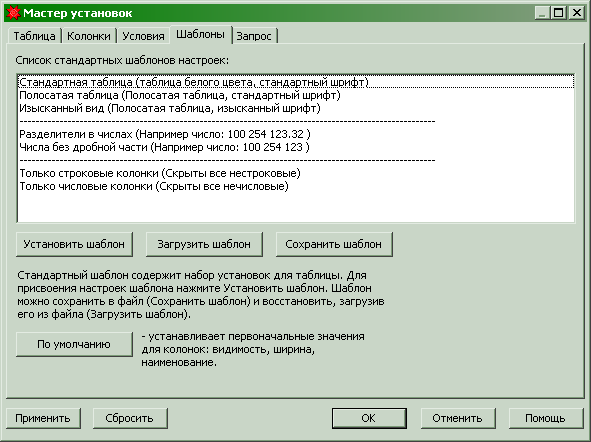 Мастер установок
Таблица Колонки Условия Шаблоны Запрос
Список стандартных шаблонов настроек:
Стандартная таблица (таблица белого цвета, стандартный шрифт)
Полосатая таблица (Полосатая таблица, стандартный шрифт)
Изысканный вид (Полосатая таблица, изысканный шрифт)
Разделители в числах (Например число: 100 254 123.32 )
Числа без дробной части (Например число: 100 254 123 )
Только строковые колонки (Скрыты все нестроковые)
Только числовые колонки (Скрыты все нечисловые)
Установить шаблон Загрузить шаблон Сохранить шаблон
Стандартный шаблон содержит набор установок для таблицы. Для
присвоения настроек шаблона нажмите Установить шаблон. Шаблон
можно сохранить в файл (Сохранить шаблон) и восстановить, загрузив
его из файла (Загрузить шаблон).
По умолчанию
- устанавливает первоначальные значения
для колонок: видимость, ширина,
наименование.
Применить Сбросить ОК Отменить Помощь